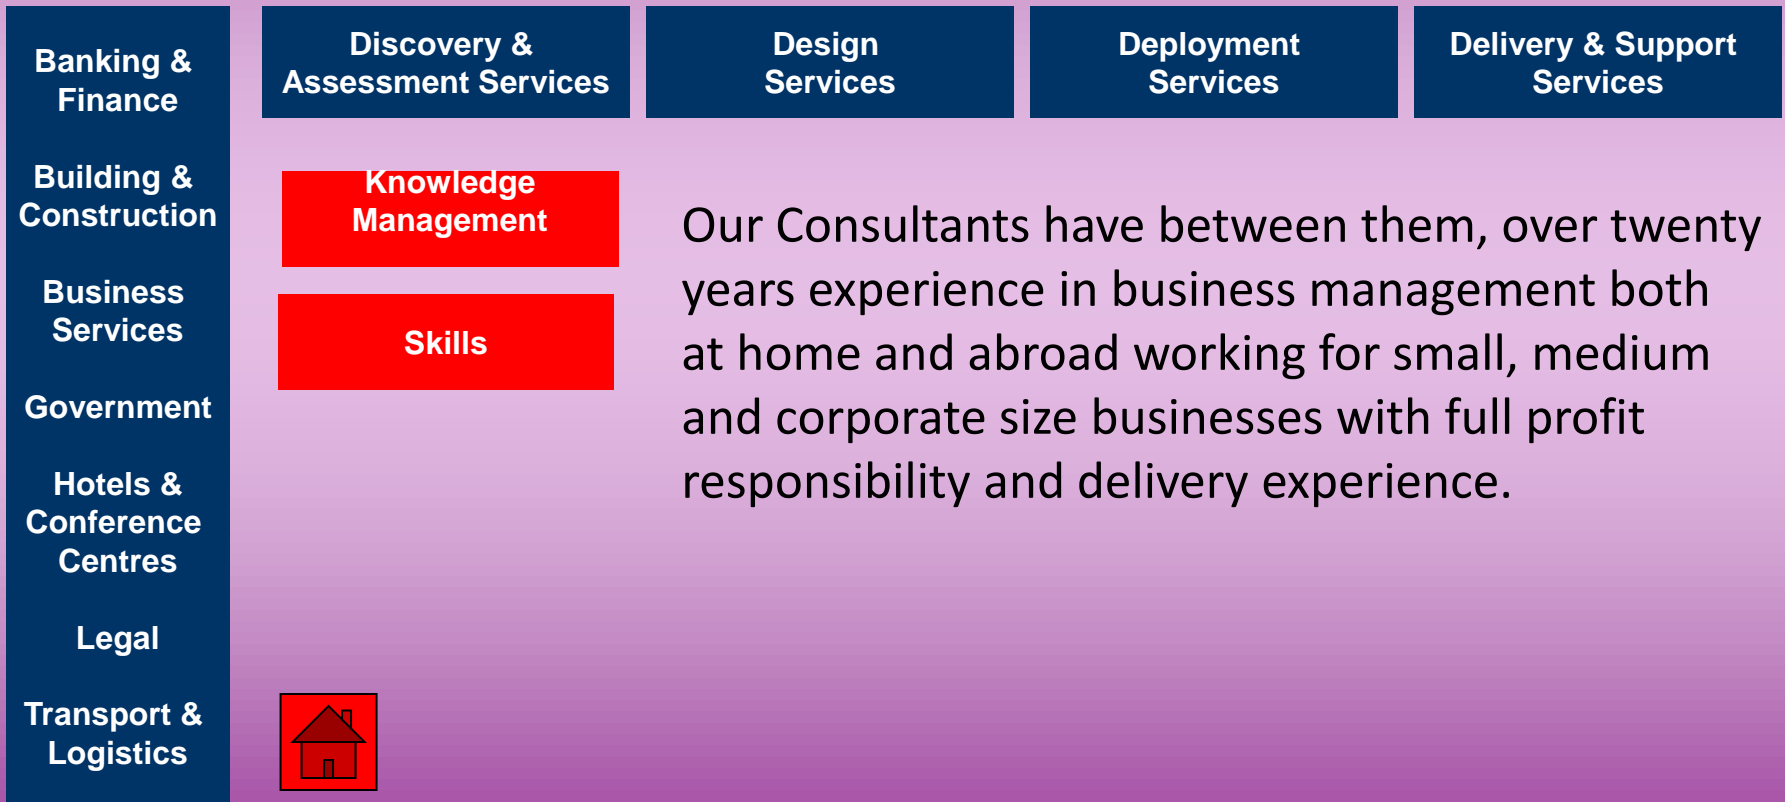 Banking &
Finance
Building &
Construction
Business
Services
Government
Hotels &
Conference
Centres
Legal
Transport &
Logistics
Discovery &
Assessment Services
Design
Services
Deployment
Services
Delivery & Support
Services
Knowledge
Management
Skills
Our Consultants have between them, over twenty
years experience in business management both
at home and abroad working for small, medium
and corporate size businesses with full profit
responsibility and delivery experience.